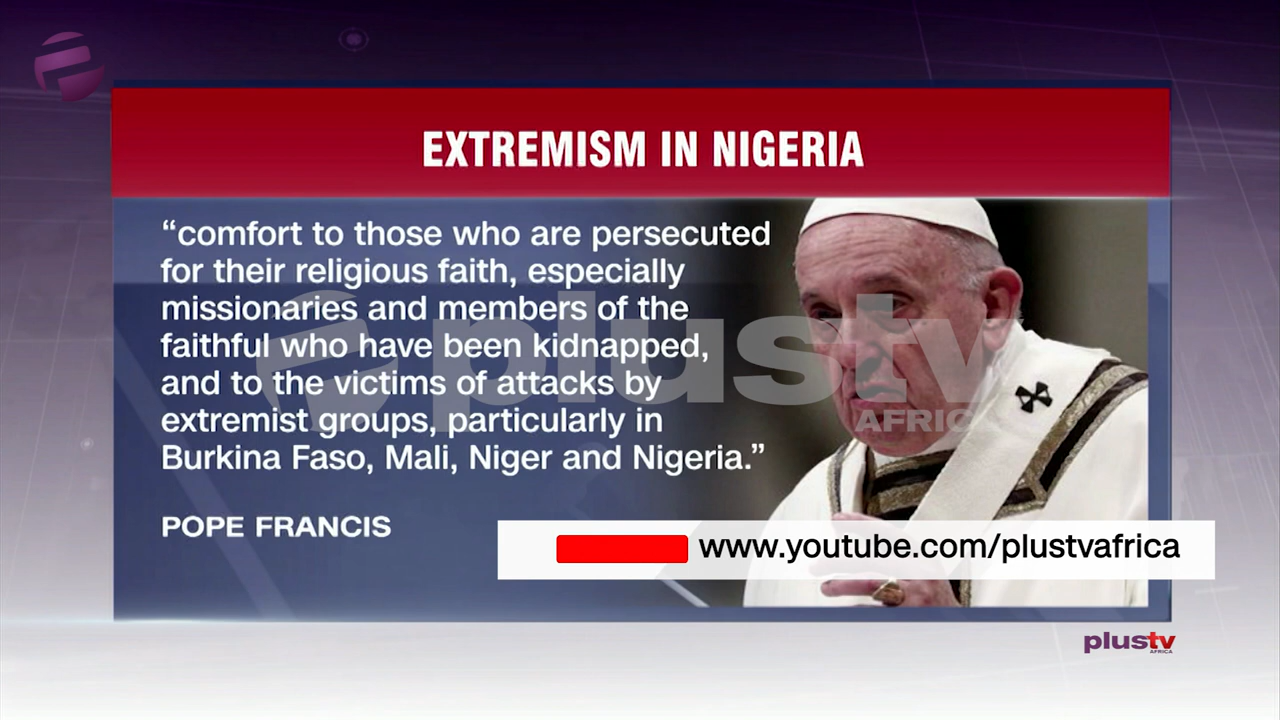 EXTREMISM IN NIGERIA
“comfort to those who are persecuted
for their religious faith, especially
missionaries and members of the
faithful who have been kidnapped,
and to the victims of attacks by
extremist groups, particularly in
Burkina Faso, Mali, Niger and Nigeria.”
POPE FRANCIS
plustv
AFRICA
www.youtube.com/plustvafrica
plustv
AFRICA